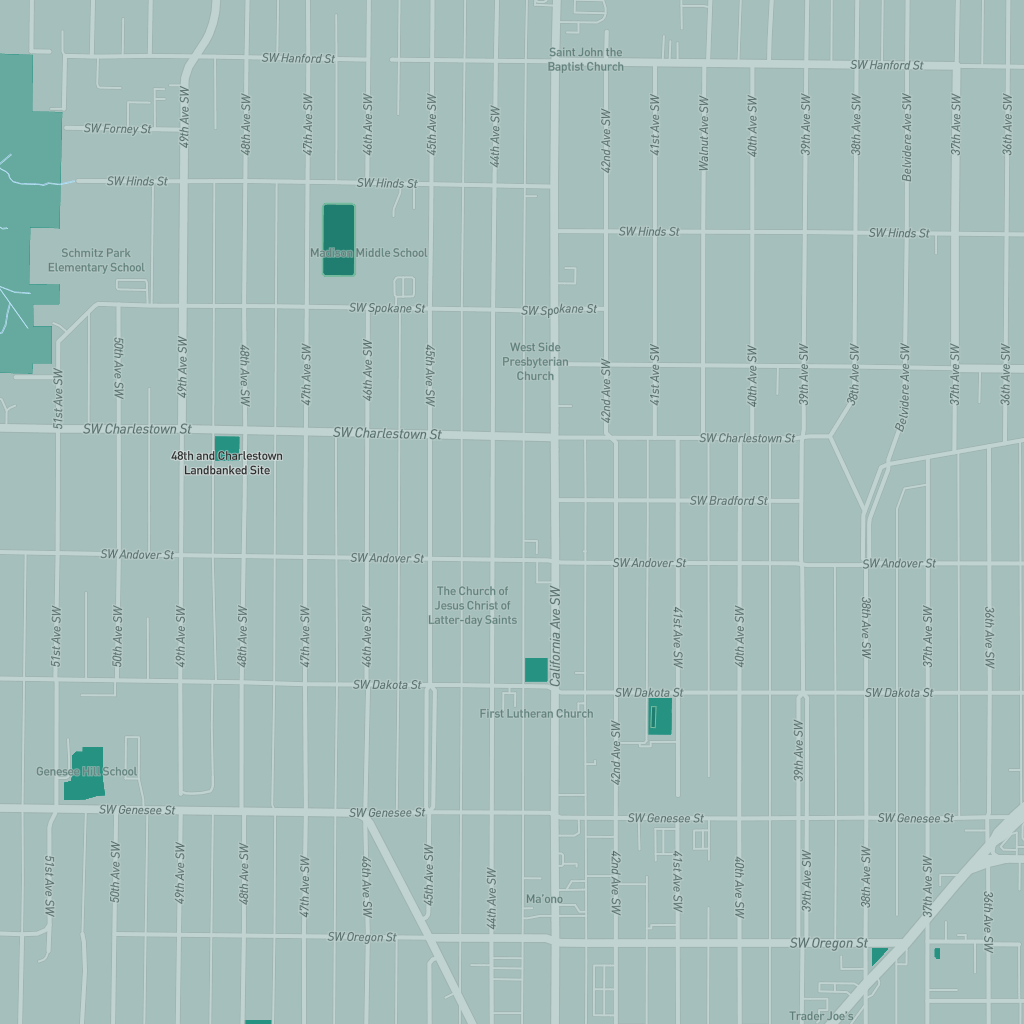 Saint John the
Baptist Church
SW Hanford St
SW Hanford St
49th Ave SW
48th Ave SW
47th Ave SW
46th Ave SW
45th Ave SW
44th Ave SW
42nd Ave SW
41st Ave SW
Walnut Ave SW
40th Ave SW
39th Ave SW
38th Ave SW
Belvidere Ave SW
37th Ave SW
36th Ave SW
SW Forney St
SW Hinds St
SW Hinds St
SW Hinds St
SW Hinds St
Schmitz Park
Elementary School
Madison Middle School
SW Spokane St
SW Spokane St
51st Ave SW
50th Ave SW
49th Ave SW
48th Ave SW
47th Ave SW
46th Ave SW
45th Ave SW
West Side
Presbyterian
Church
42nd Ave SW
41st Ave SW
40th Ave SW
39th Ave SW
38th Ave SW
Belvidere Ave SW
37th Ave SW
36th Ave SW
SW Charlestown St
SW Charlestown St
SW Charlestown St
48th and Charlestown
Landbanked Site
SW Bradford St
SW Andover St
SW Andover St
SW Andover St
SW Andover St
The Church of
Jesus Christ of
Latter-day Saints
51st Ave SW
50th Ave SW
49th Ave SW
48th Ave SW
47th Ave SW
46th Ave SW
California Ave SW
41st Ave SW
40th Ave SW
38th Ave SW
37th Ave SW
36th Ave SW
SW Dakota St
SW Dakota St
SW Dakota St
First Lutheran Church
42nd Ave SW
39th Ave SW
Genesee Hill School
SW Genesee St
SW Genesee St
SW Genesee St
SW Genesee St
51st Ave SW
50th Ave SW
49th Ave SW
48th Ave SW
47th Ave SW
46th Ave SW
45th Ave SW
44th Ave SW
42nd Ave SW
41st Ave SW
40th Ave SW
39th Ave SW
38th Ave SW
37th Ave SW
36th Ave SW
Ma'ono
SW Oregon St
SW Oregon St
Trader Joe's